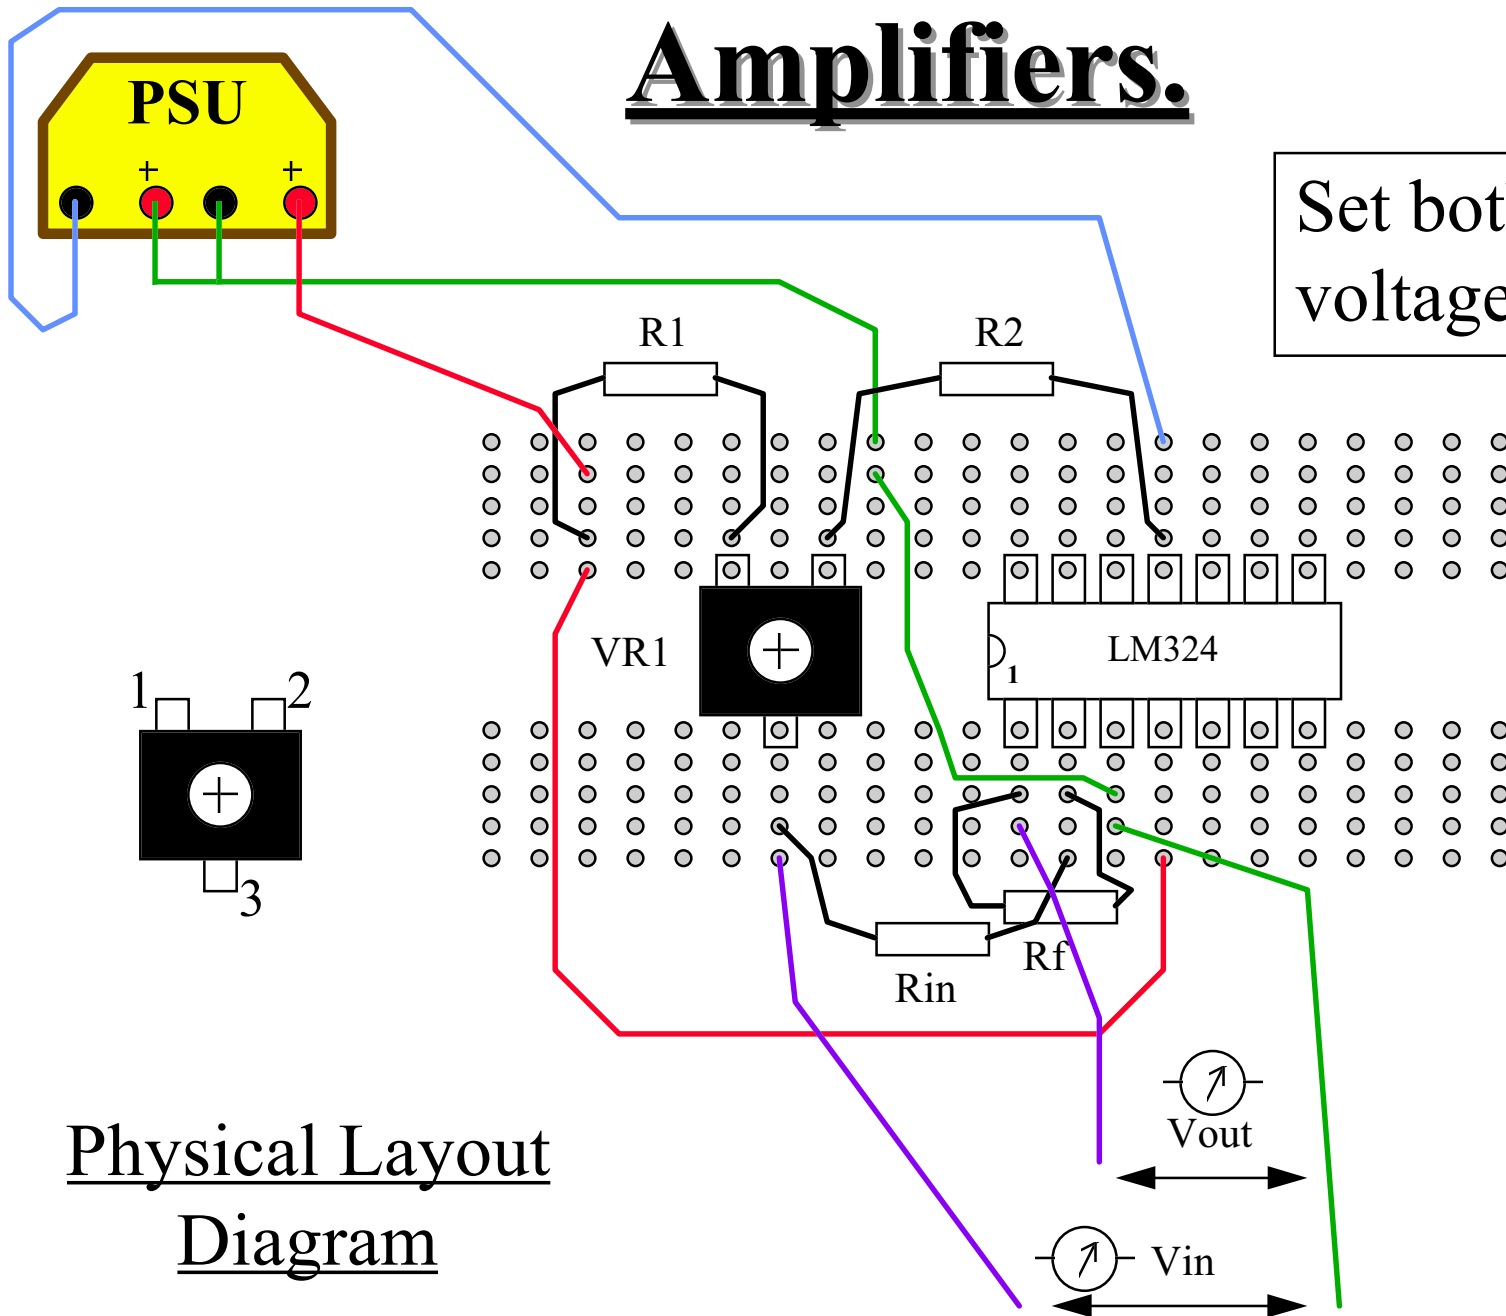 Amplifiers.
PSU
+ +
Set bot
voltage
R1 R2
VR1
LM324
1
1 2
3
Rf
Rin
Vout
Vin
Physical Layout
Diagram